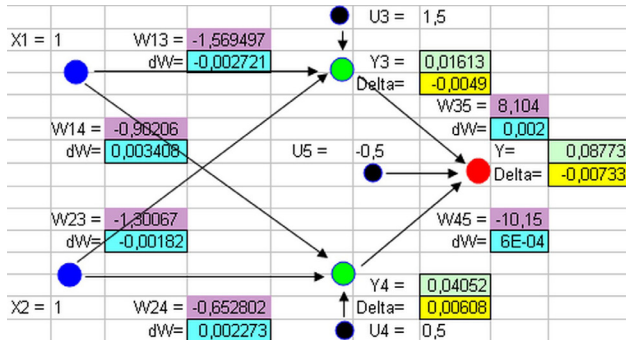 U3 = 1,5
X1 = 1 W13 = -1,569497
dW= -0,002721 Y3 = 0,01613
Delta= -0,0049
W35 = 8,104
W14 = -0,90206 dW= 0,002
dW= 0,003408 U5 = -0,5 Y= 0,08773
Delta= -0,00733
W23 = -1,30067 W45 = -10,15
dW= -0,00182 dW= 6E-04
Y4 = 0,04052
X2 = 1 W24 = -0,652802 Delta= 0,00608
dW= 0,002273 U4 = 0,5